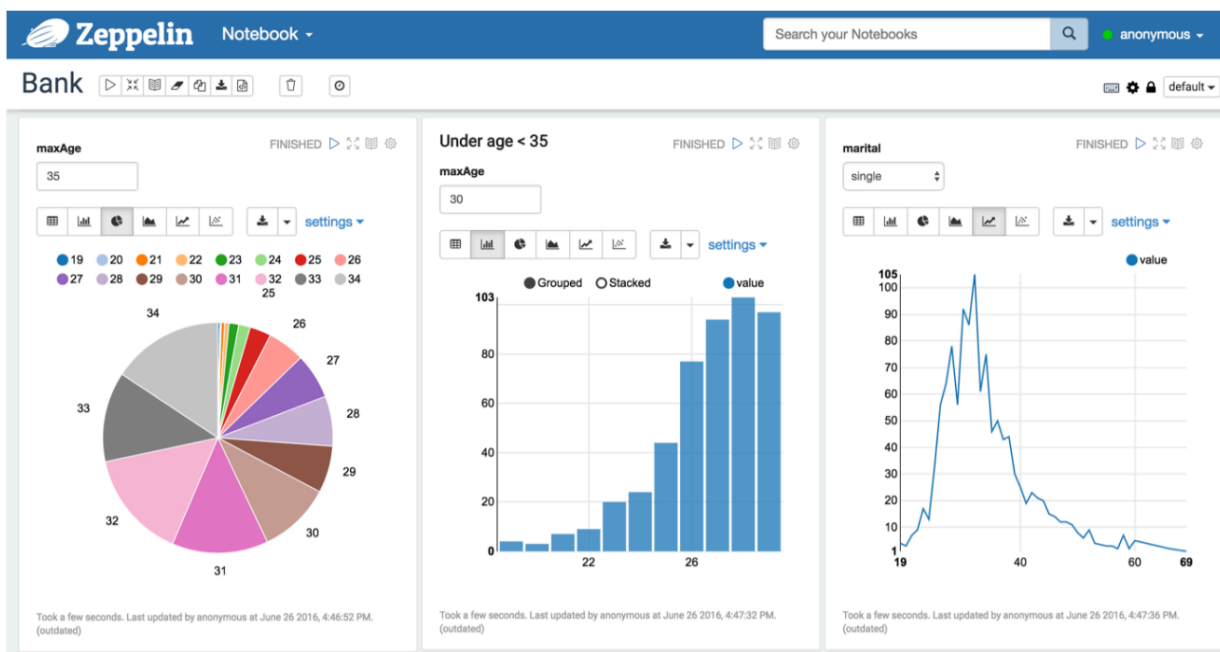 Zeppelin Notebook Search your Notebooks anonymous
Bank default
maxAge FINISHED
35
settings
19 20 21 22 23 24 25 26
27 28 29 30 31 32 33 34
25
34 26
27
33 28
29
32 30
31
Took a few seconds. Last updated by anonymous at June 26 2016, 4:46:52 PM.
(outdated)
Under age < 35 FINISHED
maxAge
30
settings
Grouped Stacked value
103
80
60
40
20
0
22 26
Took a few seconds. Last updated by anonymous at June 26 2016, 4:47:32 PM.
(outdated)
marital FINISHED
single
settings
value
105
100
90
80
70
60
50
40
30
20
10
1
19 40 60 69
Took a few seconds. Last updated by anonymous at June 26 2016, 4:47:36 PM.
(outdated)